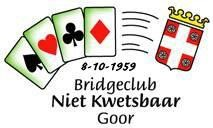 8-10-1959
Bridgeclub
Niet Kwetsbaar
Goor